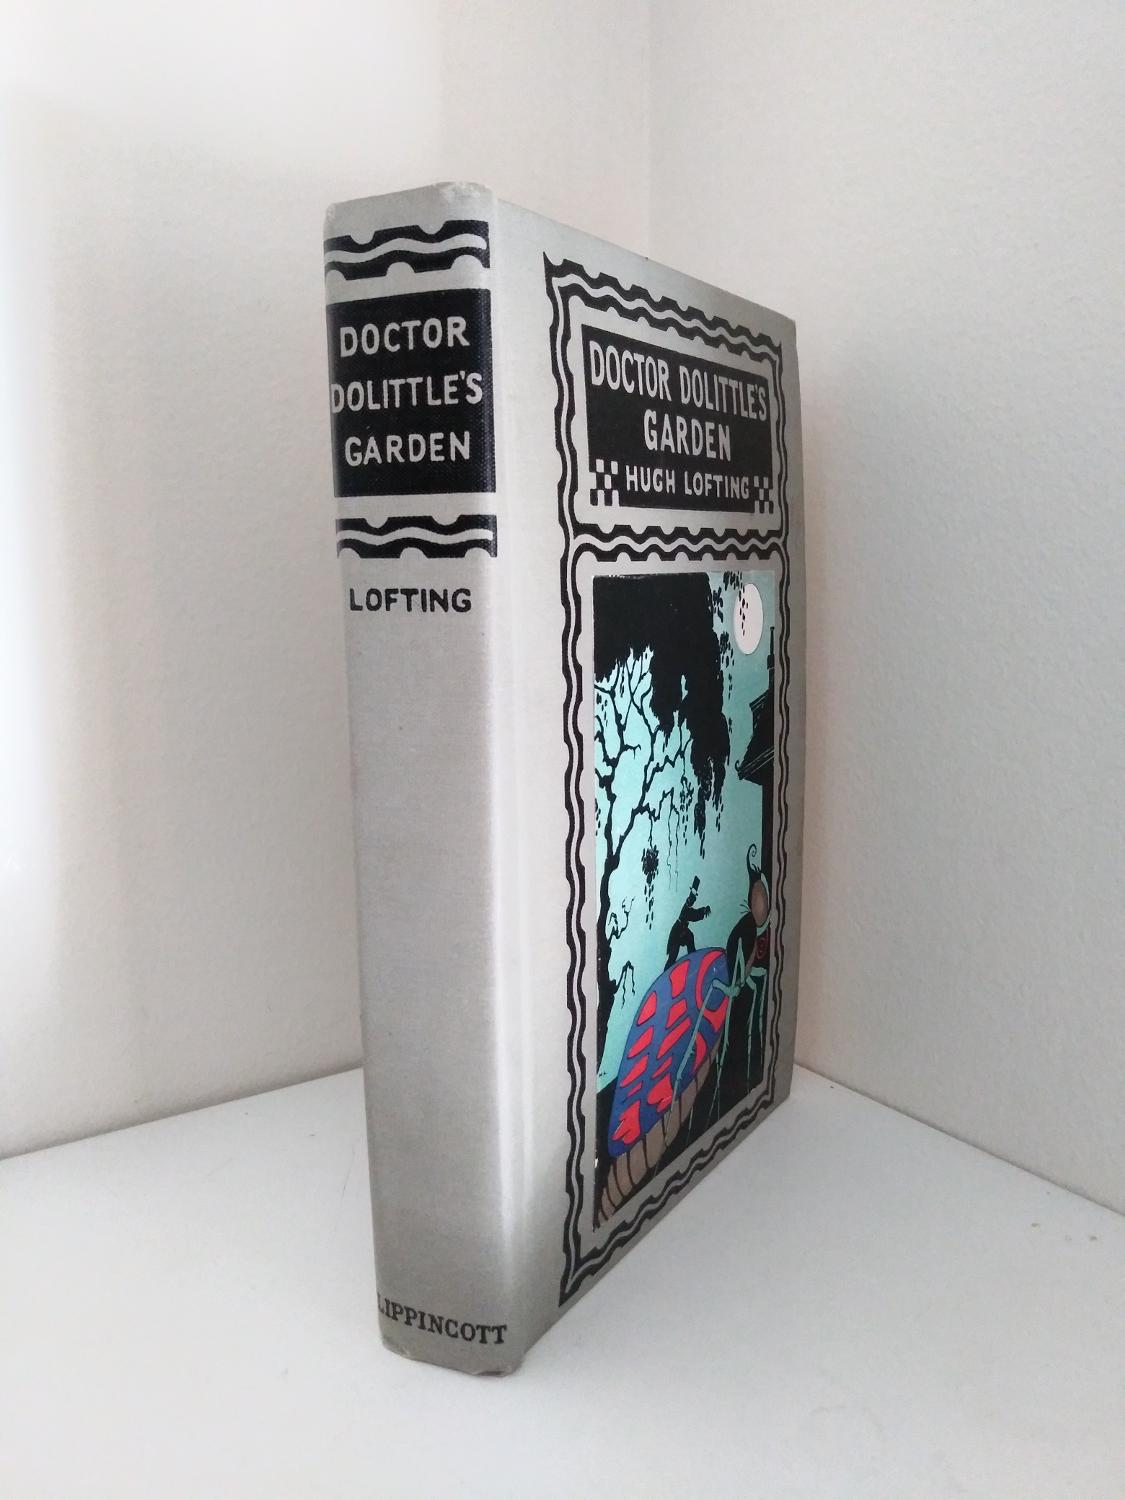 DOCTOR
DOLITTLE'S
GARDEN
LOFTING
LIPPINCOTT
DOCTOR DOLITTLE'S
GARDEN
HUGH LOFTING